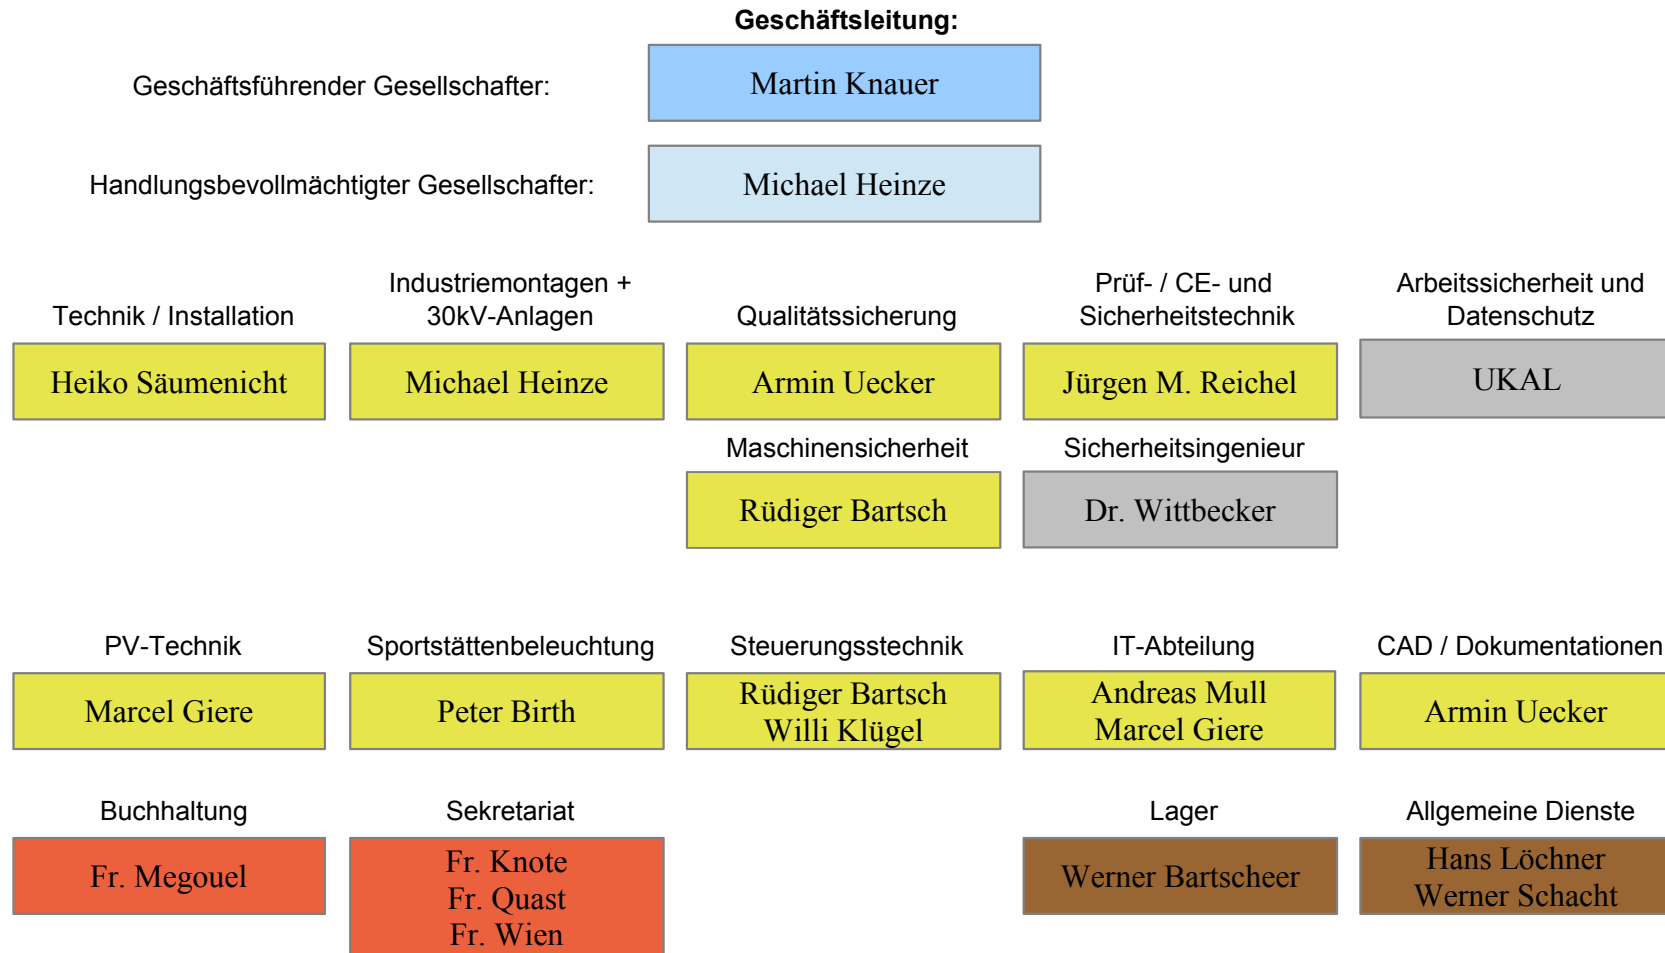 Geschäftsleitung:
Geschäftsführender Gesellschafter:
Martin Knauer
Handlungsbevollmächtigter Gesellschafter:
Michael Heinze
Technik / Installation
Industriemontagen +
30kV-Anlagen
Qualitätssicherung
Prüf- / CE- und
Sicherheitstechnik
Arbeitssicherheit und
Datenschutz
Heiko Säumenicht
Michael Heinze
Armin Uecker
Jürgen M. Reichel
UKAL
Maschinensicherheit
Sicherheitsingenieur
Rüdiger Bartsch
Dr. Wittbecker
PV-Technik
Sportstättenbeleuchtung
Steuerungsstechnik
IT-Abteilung
CAD / Dokumentationen
Marcel Giere
Peter Birth
Rüdiger Bartsch
Willi Klügel
Andreas Mull
Marcel Giere
Armin Uecker
Buchhaltung
Sekretariat
Lager
Allgemeine Dienste
Fr. Megouel
Fr. Knote
Fr. Quast
Fr. Wien
Werner Bartscheer
Hans Löchner
Werner Schacht